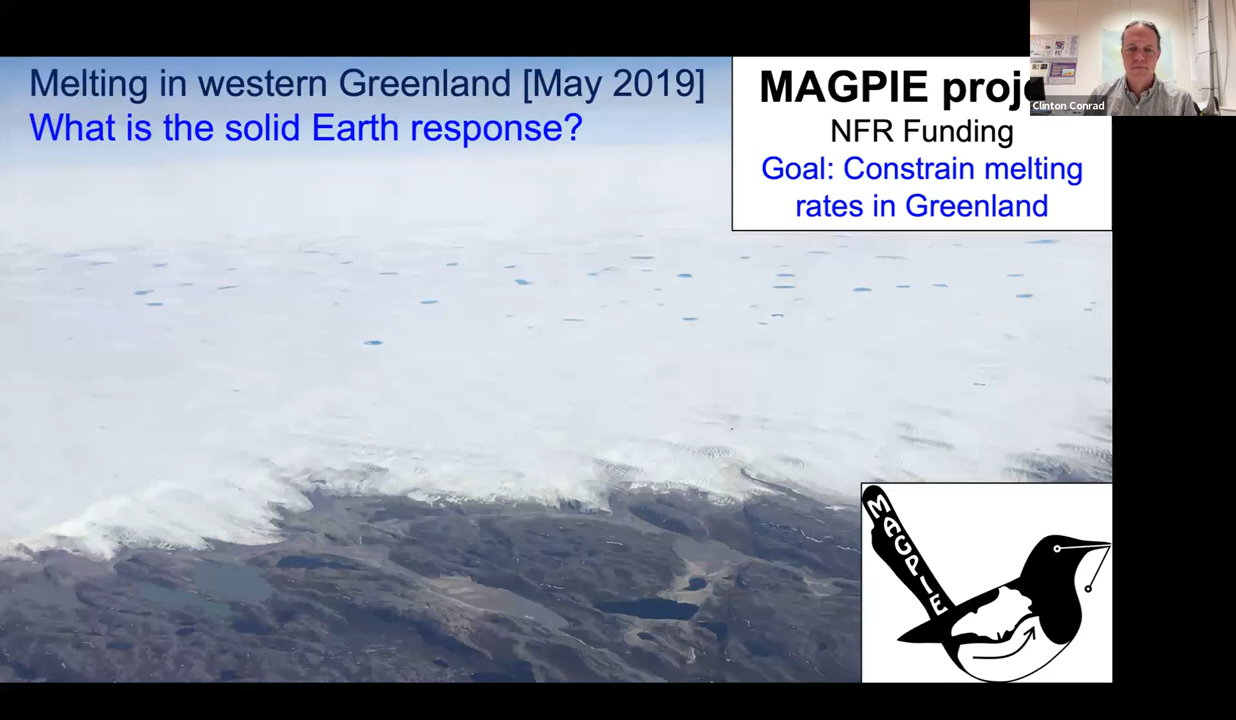 Melting in western Greenland [May 2019]
What is the solid Earth response?
MAGPIE proje
NFR Funding
Goal: Constrain melting
rates in Greenland
Clinton Conrad
MAGPIE